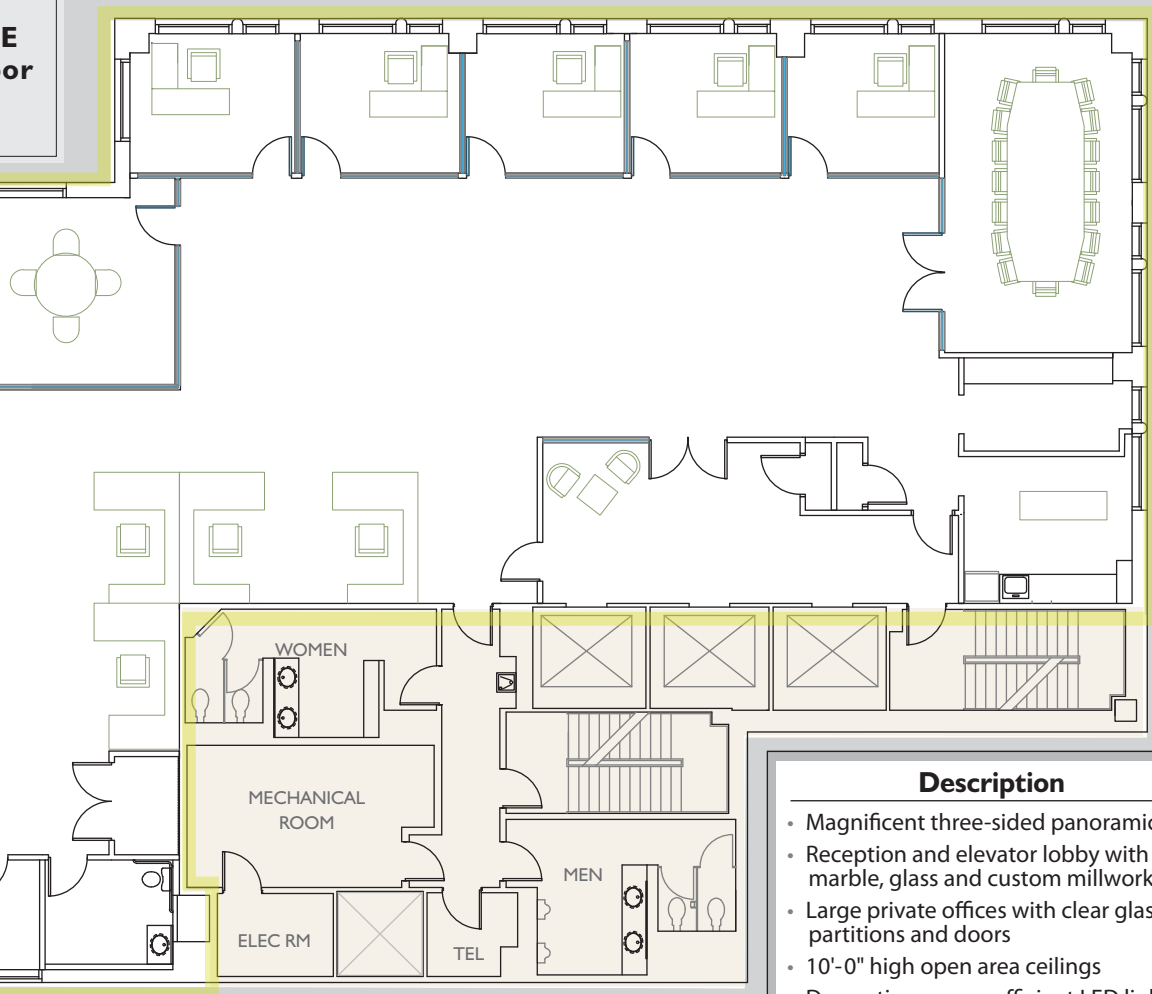 E
or
WOMEN
MECHANICAL
ROOM
MEN
ELEC RM
TEL
Description
• Magnificent three-sided panoramic
• Reception and elevator lobby with
marble, glass and custom millwork
• Large private offices with clear glas
partitions and doors
• 10'-0" high open area ceilings